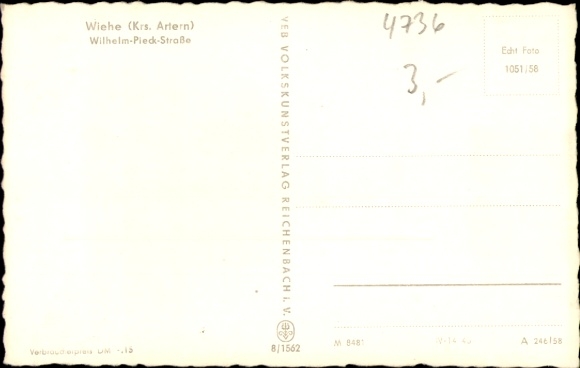 Wiehe (Krs. Artern)
Wilhelm-Pieck-Straße
Verbraucherpreis DM -,15
VEB VOLKSKUNSTVERLAG REICHENBACH i. V.
8/1562
4736
3,-
Echt Foto
1051/58
M 8481
A 246/58